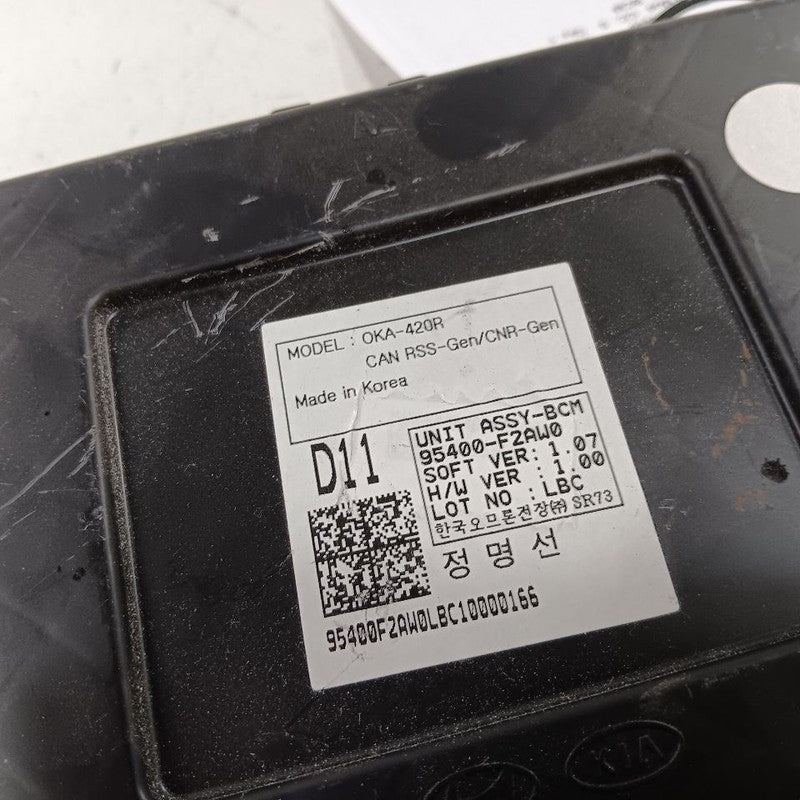 MODEL : OKA-420R
CAN RSS-Gen/CNR-Gen
Made in Korea
D11
UNIT ASSY-BCM
95400-F2AW0
SOFT VER: 1.07
H/W VER : 1.00
LOT NO : LBC
한국오므론전장㈜ SR73
정명선
95400F2AW0LBC10000166
KIA